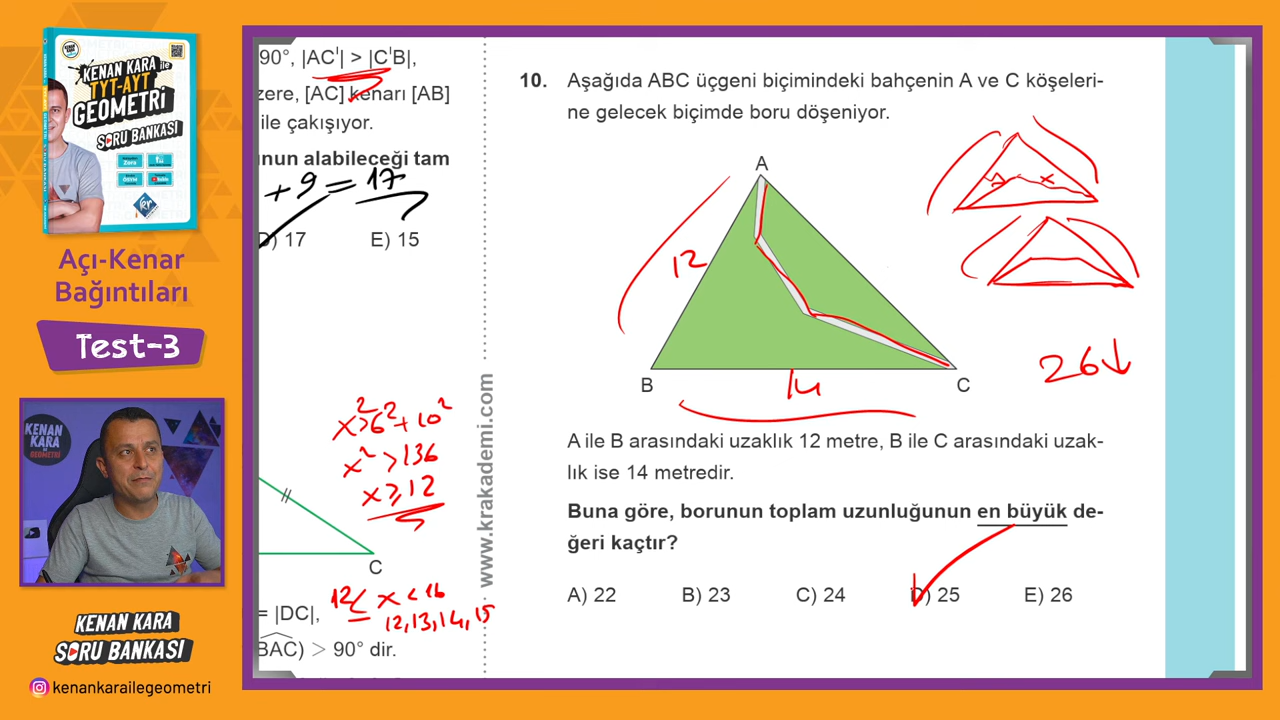 KENAN KARA ile
TYT-AYT
GEOMETRİ
SORU BANKASI
Açı-Kenar
Bağıntıları
Test-3
KENAN KARA
SORU BANKASI
kenankarailegeometri
90°, |AC'| > |C'B|,
zere, [AC] kenarı [AB]
ile çakışıyor.
unun alabileceği tam
+ 9 = 17
D) 17 E) 15
x² > 6² + 10²
x² > 136
x ≥ 12
C
12 ≤ x < 16
12, 13, 14, 15
= |DC|,
BAC) > 90° dir.
www.krakademi.com
10. Aşağıda ABC üçgeni biçimindeki bahçenin A ve C köşeleri-
ne gelecek biçimde boru döşeniyor.
A
12
B
14
C
x
26↓
A ile B arasındaki uzaklık 12 metre, B ile C arasındaki uzak-
lık ise 14 metredir.
Buna göre, borunun toplam uzunluğunun en büyük de-
ğeri kaçtır?
A) 22 B) 23 C) 24 D) 25 E) 26